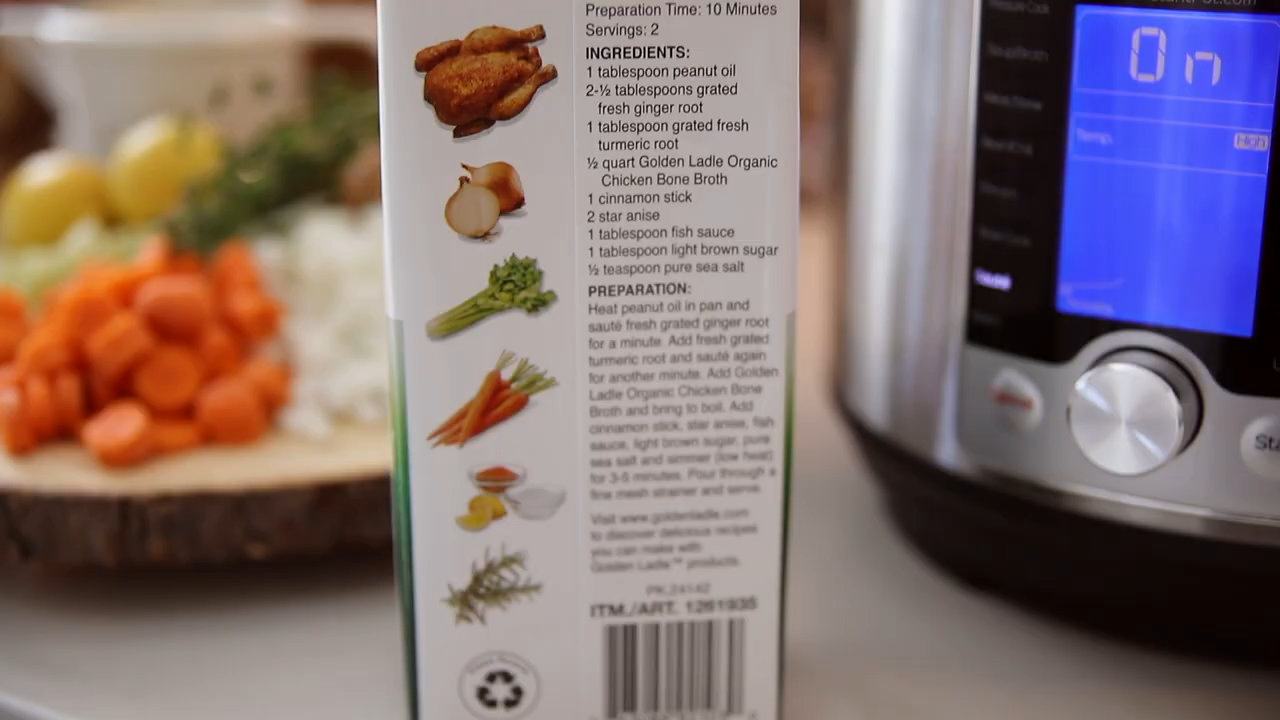 Preparation Time: 10 Minutes
Servings: 2
INGREDIENTS:
1 tablespoon peanut oil
2-½ tablespoons grated
fresh ginger root
1 tablespoon grated fresh
turmeric root
½ quart Golden Ladle Organic
Chicken Bone Broth
1 cinnamon stick
2 star anise
1 tablespoon fish sauce
1 tablespoon light brown sugar
½ teaspoon pure sea salt
PREPARATION:
Heat peanut oil in pan and
sauté fresh grated ginger root
for a minute. Add fresh grated
turmeric root and sauté again
for another minute. Add Golden
Ladle Organic Chicken Bone
Broth and bring to boil. Add
cinnamon stick, star anise, fish
sauce, light brown sugar, pure
sea salt and simmer (low heat)
for 3-5 minutes. Pour through a
fine mesh strainer and serve.
Visit www.goldenladle.com
to discover delicious recipes
you can make with
Golden Ladle™ products.
PK.24142
ITM./ART. 1261935
On
Temp.
High